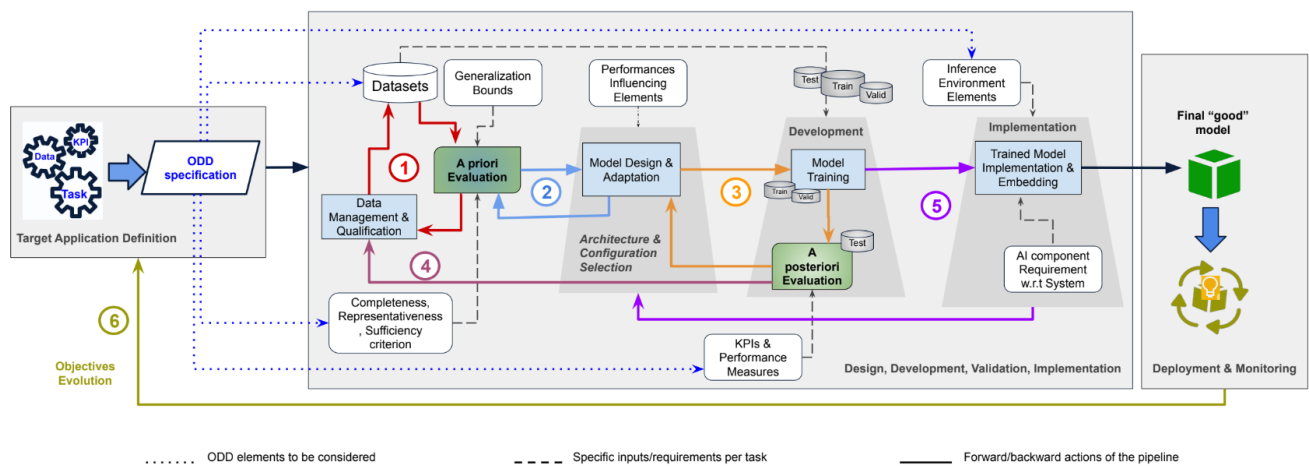 Data
KPI
Task
ODD
specification
Target Application Definition
Datasets
Generalization
Bounds
Performances
Influencing
Elements
Test
Train
Valid
Inference
Environment
Elements
1
A priori
Evaluation
2
Model Design &
Adaptation
3
Development
Model
Training
Train
Valid
5
Implementation
Trained Model
Implementation &
Embedding
Data
Management &
Qualification
4
Architecture &
Configuration
Selection
Test
A
posteriori
Evaluation
AI component
Requirement
w.r.t System
Completeness,
Representativeness
, Sufficiency
criterion
KPIs &
Performance
Measures
Design, Development, Validation, Implementation
Final “good”
model
Deployment & Monitoring
6
Objectives
Evolution
ODD elements to be considered
Specific inputs/requirements per task
Forward/backward actions of the pipeline